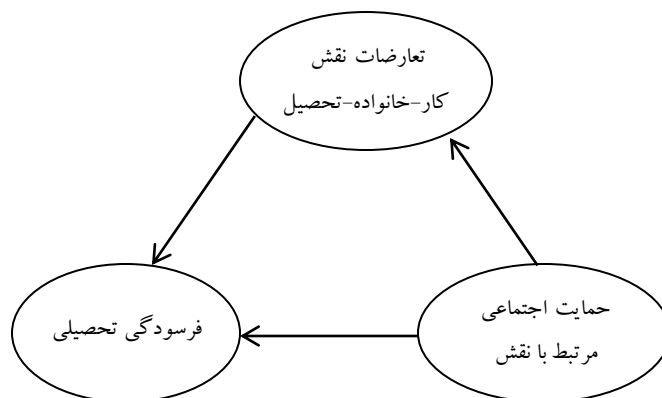 تعارضات نقش
کار-خانواده-تحصیل
حمایت اجتماعی
مرتبط با نقش
فرسودگی تحصیلی